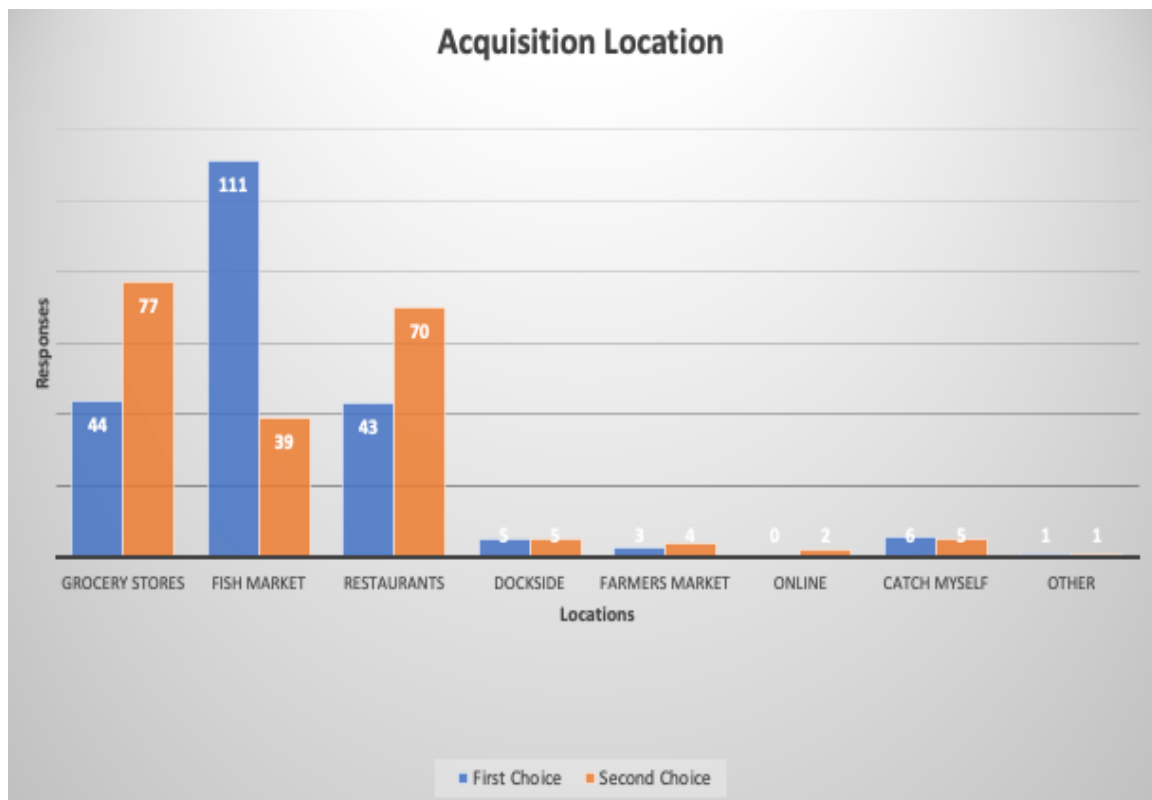 Acquisition Location
Responses
111
77
70
44
43
39
5 5 3 4 0 2 6 5 1 1
GROCERY STORES FISH MARKET RESTAURANTS DOCKSIDE FARMERS MARKET ONLINE CATCH MYSELF OTHER
Locations
First Choice Second Choice